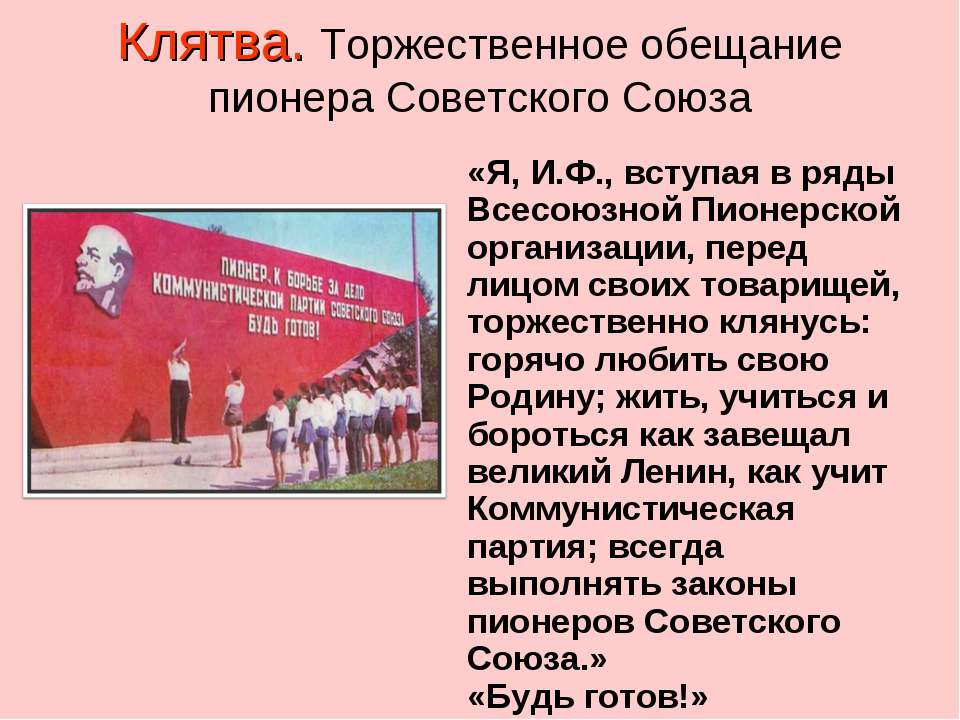 Клятва. Торжественное обещание
пионера Советского Союза
ПИОНЕР, К БОРЬБЕ ЗА ДЕЛО
КОММУНИСТИЧЕСКОЙ ПАРТИИ СОВЕТСКОГО СОЮЗА
БУДЬ ГОТОВ!
«Я, И.Ф., вступая в ряды
Всесоюзной Пионерской
организации, перед
лицом своих товарищей,
торжественно клянусь:
горячо любить свою
Родину; жить, учиться и
бороться как завещал
великий Ленин, как учит
Коммунистическая
партия; всегда
выполнять законы
пионеров Советского
Союза.»
«Будь готов!»